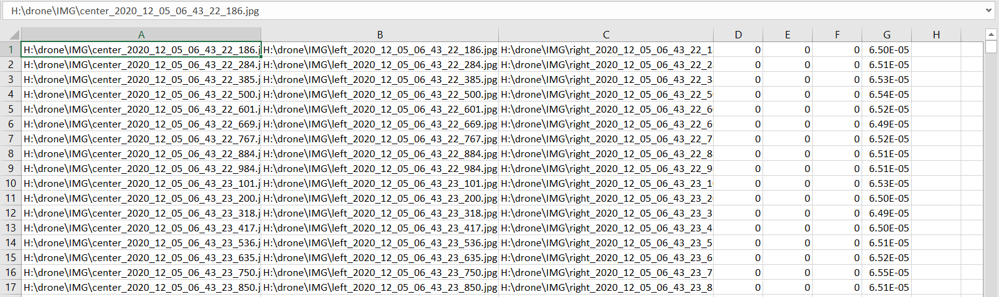 H:\drone\IMG\center_2020_12_05_06_43_22_186.jpg
A B C D E F G H
1 H:\drone\IMG\center_2020_12_05_06_43_22_186.j H:\drone\IMG\left_2020_12_05_06_43_22_186.jpg H:\drone\IMG\right_2020_12_05_06_43_22_1 0 0 0 6.50E-05
2 H:\drone\IMG\center_2020_12_05_06_43_22_284.j H:\drone\IMG\left_2020_12_05_06_43_22_284.jpg H:\drone\IMG\right_2020_12_05_06_43_22_2 0 0 0 6.51E-05
3 H:\drone\IMG\center_2020_12_05_06_43_22_385.j H:\drone\IMG\left_2020_12_05_06_43_22_385.jpg H:\drone\IMG\right_2020_12_05_06_43_22_3 0 0 0 6.53E-05
4 H:\drone\IMG\center_2020_12_05_06_43_22_500.j H:\drone\IMG\left_2020_12_05_06_43_22_500.jpg H:\drone\IMG\right_2020_12_05_06_43_22_5 0 0 0 6.54E-05
5 H:\drone\IMG\center_2020_12_05_06_43_22_601.j H:\drone\IMG\left_2020_12_05_06_43_22_601.jpg H:\drone\IMG\right_2020_12_05_06_43_22_6 0 0 0 6.52E-05
6 H:\drone\IMG\center_2020_12_05_06_43_22_669.j H:\drone\IMG\left_2020_12_05_06_43_22_669.jpg H:\drone\IMG\right_2020_12_05_06_43_22_6 0 0 0 6.49E-05
7 H:\drone\IMG\center_2020_12_05_06_43_22_767.j H:\drone\IMG\left_2020_12_05_06_43_22_767.jpg H:\drone\IMG\right_2020_12_05_06_43_22_7 0 0 0 6.52E-05
8 H:\drone\IMG\center_2020_12_05_06_43_22_884.j H:\drone\IMG\left_2020_12_05_06_43_22_884.jpg H:\drone\IMG\right_2020_12_05_06_43_22_8 0 0 0 6.51E-05
9 H:\drone\IMG\center_2020_12_05_06_43_22_984.j H:\drone\IMG\left_2020_12_05_06_43_22_984.jpg H:\drone\IMG\right_2020_12_05_06_43_22_9 0 0 0 6.51E-05
10 H:\drone\IMG\center_2020_12_05_06_43_23_101.j H:\drone\IMG\left_2020_12_05_06_43_23_101.jpg H:\drone\IMG\right_2020_12_05_06_43_23_1 0 0 0 6.53E-05
11 H:\drone\IMG\center_2020_12_05_06_43_23_200.j H:\drone\IMG\left_2020_12_05_06_43_23_200.jpg H:\drone\IMG\right_2020_12_05_06_43_23_2 0 0 0 6.50E-05
12 H:\drone\IMG\center_2020_12_05_06_43_23_318.j H:\drone\IMG\left_2020_12_05_06_43_23_318.jpg H:\drone\IMG\right_2020_12_05_06_43_23_3 0 0 0 6.49E-05
13 H:\drone\IMG\center_2020_12_05_06_43_23_417.j H:\drone\IMG\left_2020_12_05_06_43_23_417.jpg H:\drone\IMG\right_2020_12_05_06_43_23_4 0 0 0 6.50E-05
14 H:\drone\IMG\center_2020_12_05_06_43_23_536.j H:\drone\IMG\left_2020_12_05_06_43_23_536.jpg H:\drone\IMG\right_2020_12_05_06_43_23_5 0 0 0 6.51E-05
15 H:\drone\IMG\center_2020_12_05_06_43_23_635.j H:\drone\IMG\left_2020_12_05_06_43_23_635.jpg H:\drone\IMG\right_2020_12_05_06_43_23_6 0 0 0 6.52E-05
16 H:\drone\IMG\center_2020_12_05_06_43_23_750.j H:\drone\IMG\left_2020_12_05_06_43_23_750.jpg H:\drone\IMG\right_2020_12_05_06_43_23_7 0 0 0 6.55E-05
17 H:\drone\IMG\center_2020_12_05_06_43_23_850.j H:\drone\IMG\left_2020_12_05_06_43_23_850.jpg H:\drone\IMG\right_2020_12_05_06_43_23_8 0 0 0 6.51E-05